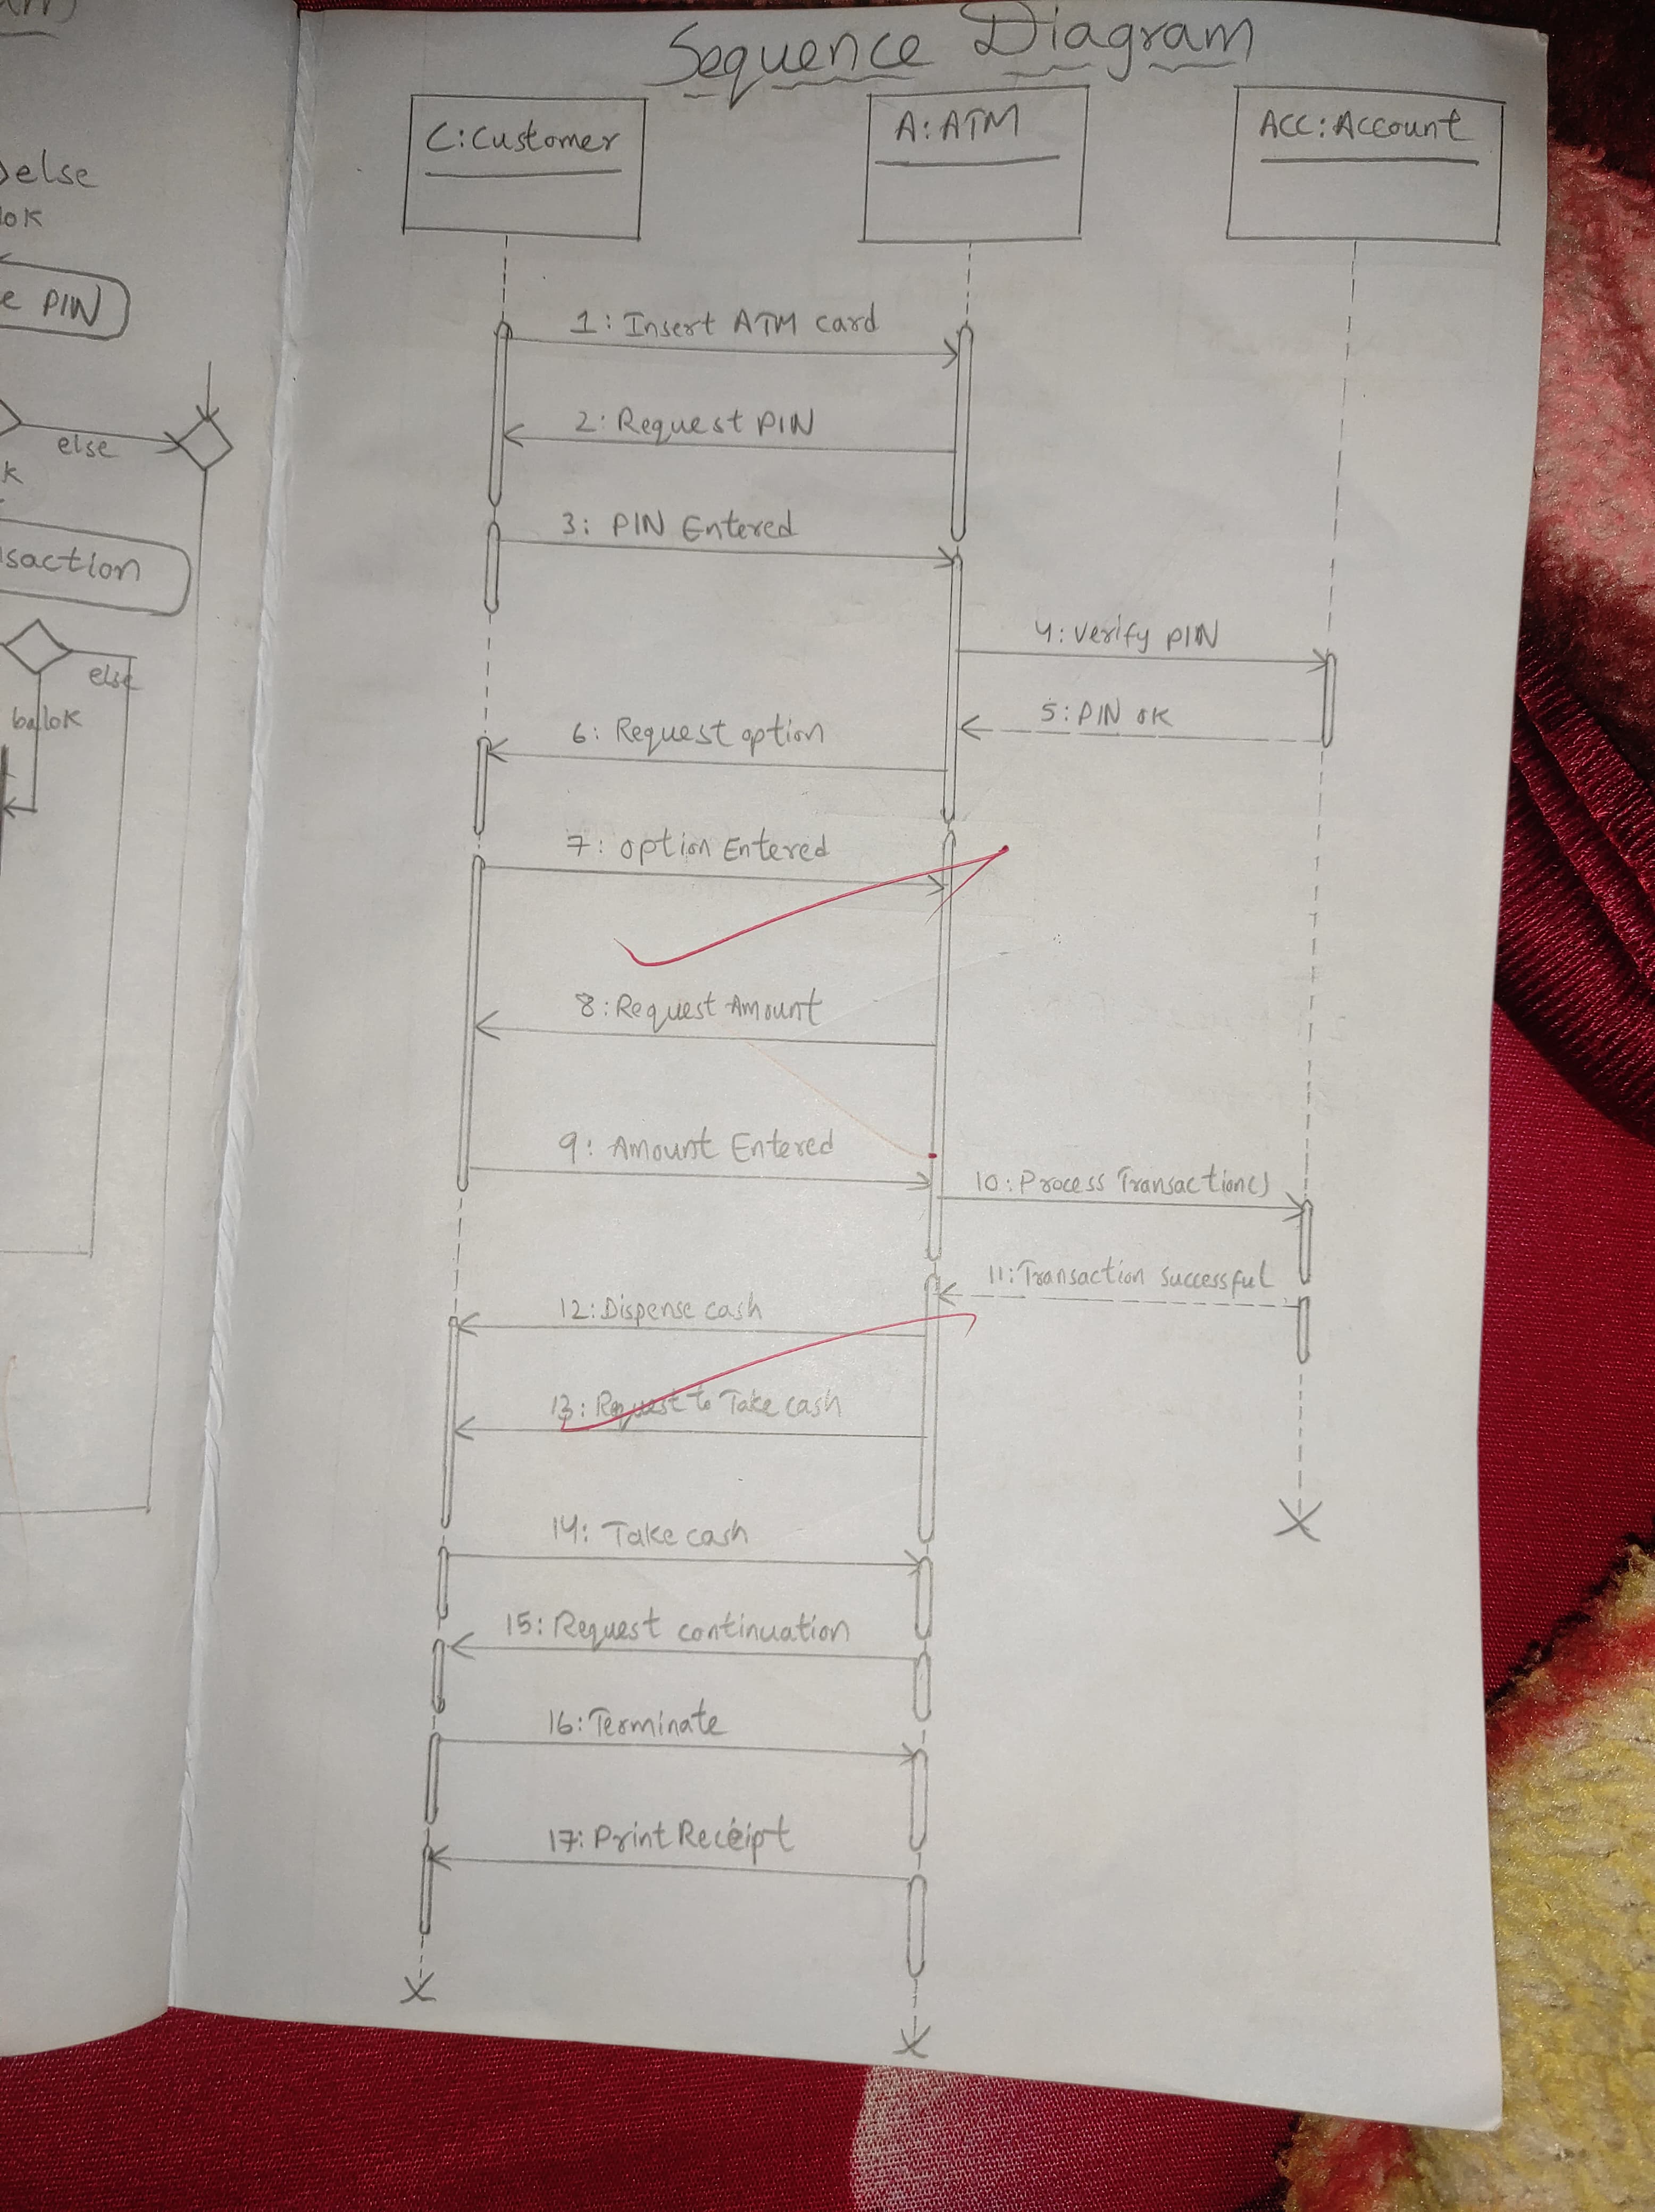 else
lok
e PIN
else
k
saction
else
balok
Sequence Diagram
C:Customer
A:ATM
ACC:Account
1: Insert ATM card
2: Request PIN
3: PIN Entered
4: Verify PIN
5: PIN OK
6: Request option
7: Option Entered
8: Request Amount
9: Amount Entered
10: Process Transaction()
11: Transaction successful
12: Dispense cash
13: Request to Take cash
14: Take cash
15: Request continuation
16: Terminate
17: Print Receipt